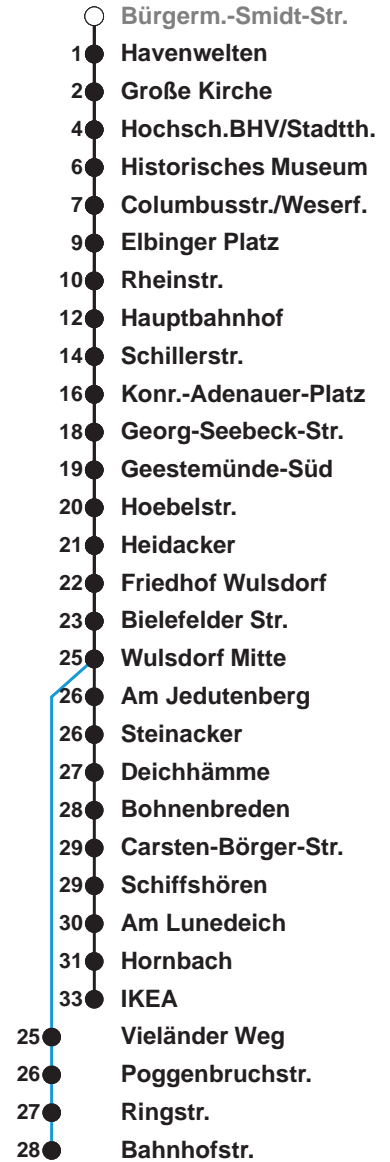 Bürgerm.-Smidt-Str.
1 Havenwelten
2 Große Kirche
4 Hochsch.BHV/Stadtth.
6 Historisches Museum
7 Columbusstr./Weserf.
9 Elbinger Platz
10 Rheinstr.
12 Hauptbahnhof
14 Schillerstr.
16 Konr.-Adenauer-Platz
18 Georg-Seebeck-Str.
19 Geestemünde-Süd
20 Hoebelstr.
21 Heidacker
22 Friedhof Wulsdorf
23 Bielefelder Str.
25 Wulsdorf Mitte
26 Am Jedutenberg
26 Steinacker
27 Deichhämme
28 Bohnenbreden
29 Carsten-Börger-Str.
29 Schiffshören
30 Am Lunedeich
31 Hornbach
33 IKEA
25 Vieländer Weg
26 Poggenbruchstr.
27 Ringstr.
28 Bahnhofstr.